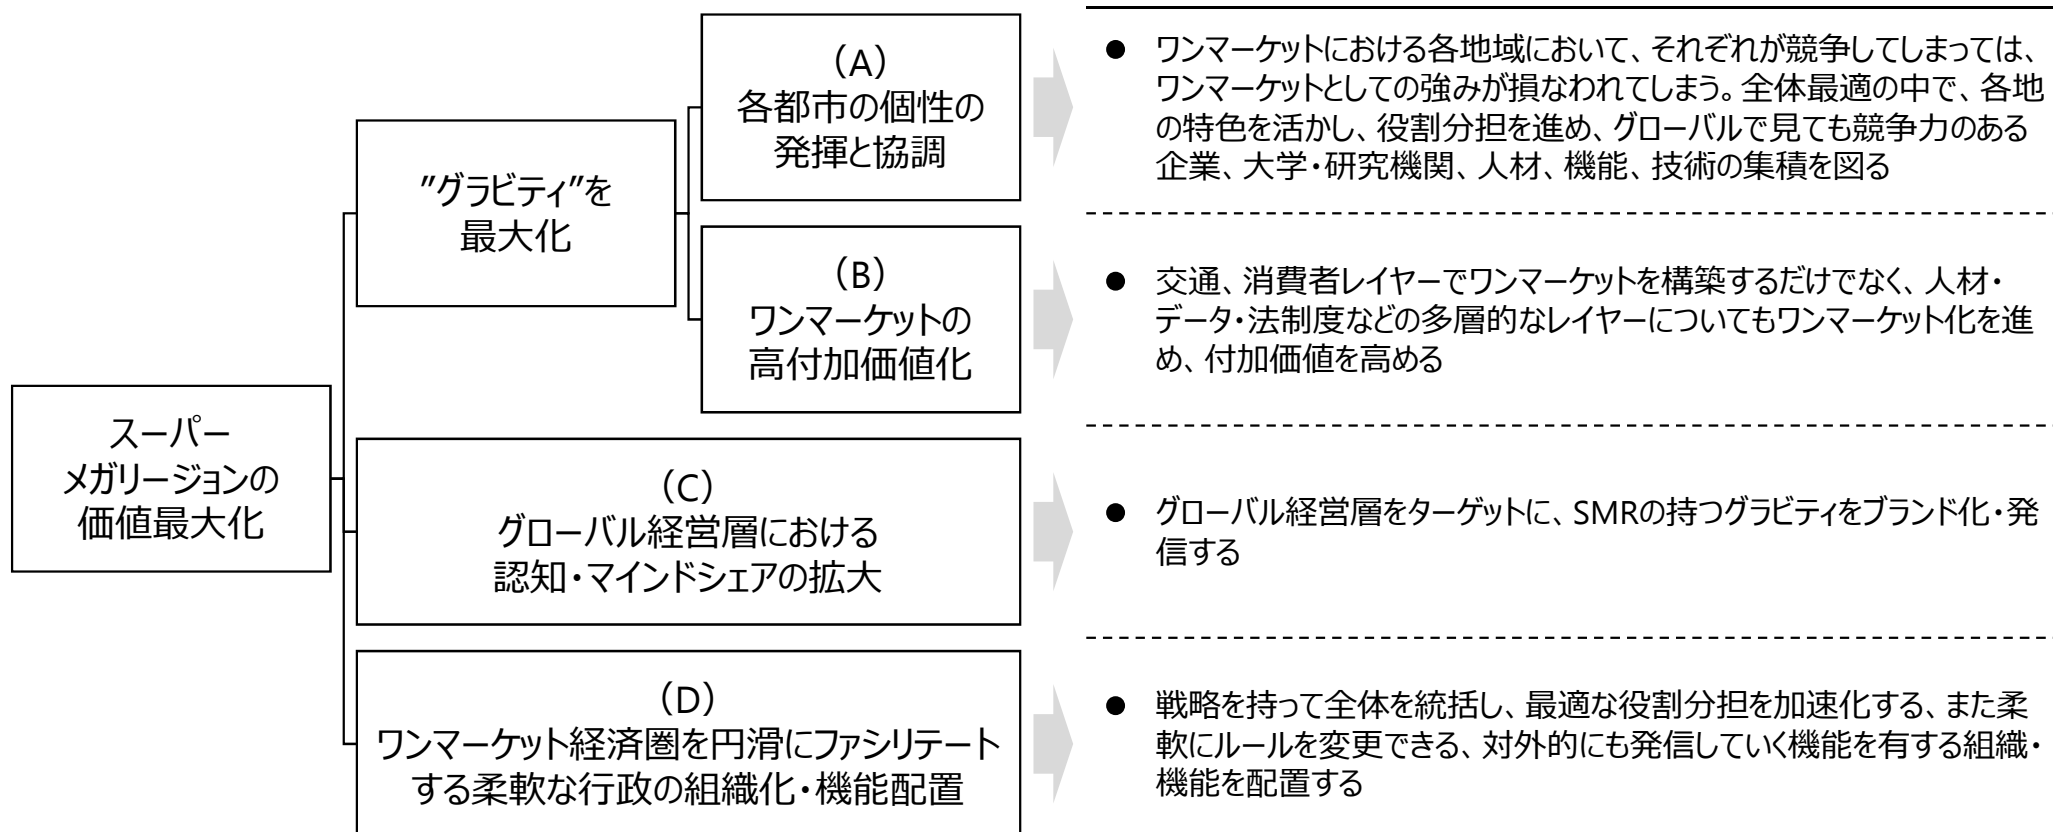 スーパー
メガリージョンの
価値最大化
”グラビティ”を
最大化
（A）
各都市の個性の
発揮と協調
● ワンマーケットにおける各地域において、それぞれが競争してしまっては、
ワンマーケットとしての強みが損なわれてしまう。全体最適の中で、各地
の特色を活かし、役割分担を進め、グローバルで見ても競争力のある
企業、大学・研究機関、人材、機能、技術の集積を図る
（B）
ワンマーケットの
高付加価値化
● 交通、消費者レイヤーでワンマーケットを構築するだけでなく、人材・
データ・法制度などの多層的なレイヤーについてもワンマーケット化を進
め、付加価値を高める
（C）
グローバル経営層における
認知・マインドシェアの拡大
● グローバル経営層をターゲットに、SMRの持つグラビティをブランド化・発
信する
（D）
ワンマーケット経済圏を円滑にファシリテート
する柔軟な行政の組織化・機能配置
● 戦略を持って全体を統括し、最適な役割分担を加速化する、また柔
軟にルールを変更できる、対外的にも発信していく機能を有する組織・
機能を配置する